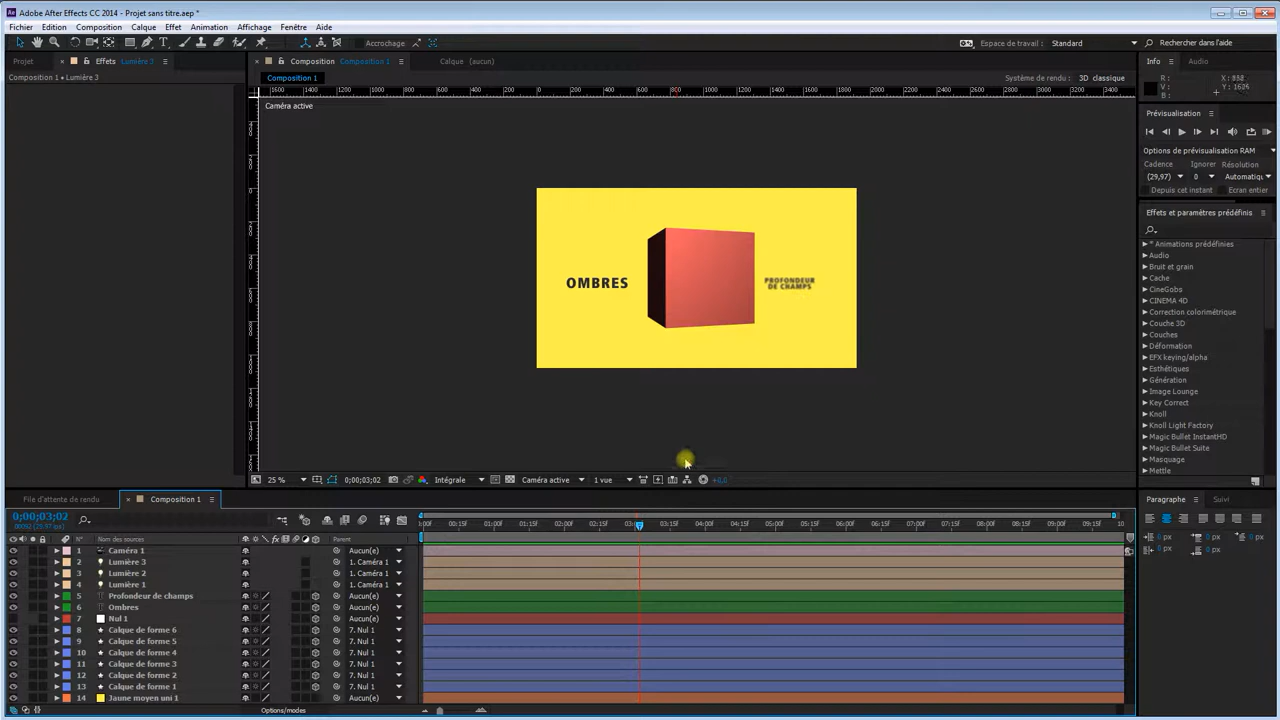 Adobe After Effects CC 2014 - Projet sans titre.aep *
Fichier Edition Composition Calque Effet Animation Affichage Fenêtre Aide
Accrochage Espace de travail : Standard Rechercher dans l'aide
Projet Effets Lumière 3 Composition Composition 1 Calque (aucun) Info Audio
Composition 1 • Lumière 3 Composition 1 Système de rendu : 3D classique
Caméra active
R :
V :
B :
OMBRES
PROFONDEUR
DE CHAMPS
Prévisualisation
Options de prévisualisation RAM
Cadence Ignorer Résolution
(29,97) 0 Automatiqu
Depuis cet instant Ecran entier
Effets et paramètres prédéfinis
* Animations prédéfinies
Audio
Bruit et grain
Cache
CineGobs
CINEMA 4D
Correction colorimétrique
Couche 3D
Couches
Déformation
EFX keying/alpha
Esthétiques
Génération
Image Lounge
Key Correct
Knoll
Knoll Light Factory
Magic Bullet InstantHD
Magic Bullet Suite
Masquage
Mettle
25 % 0;00;03;02 Intégrale Caméra active 1 vue +0,0
File d'attente de rendu Composition 1 Paragraphe Suivi
0;00;03;02
N° Nom des sources Parent
1 Caméra 1 Aucun(e)
2 Lumière 3 1. Caméra 1
3 Lumière 2 1. Caméra 1
4 Lumière 1 1. Caméra 1
5 Profondeur de champs Aucun(e)
6 Ombres Aucun(e)
7 Nul 1 Aucun(e)
8 Calque de forme 6 7. Nul 1
9 Calque de forme 5 7. Nul 1
10 Calque de forme 4 7. Nul 1
11 Calque de forme 3 7. Nul 1
12 Calque de forme 2 7. Nul 1
13 Calque de forme 1 7. Nul 1
14 Jaune moyen uni 1 Aucun(e)
Options/modes